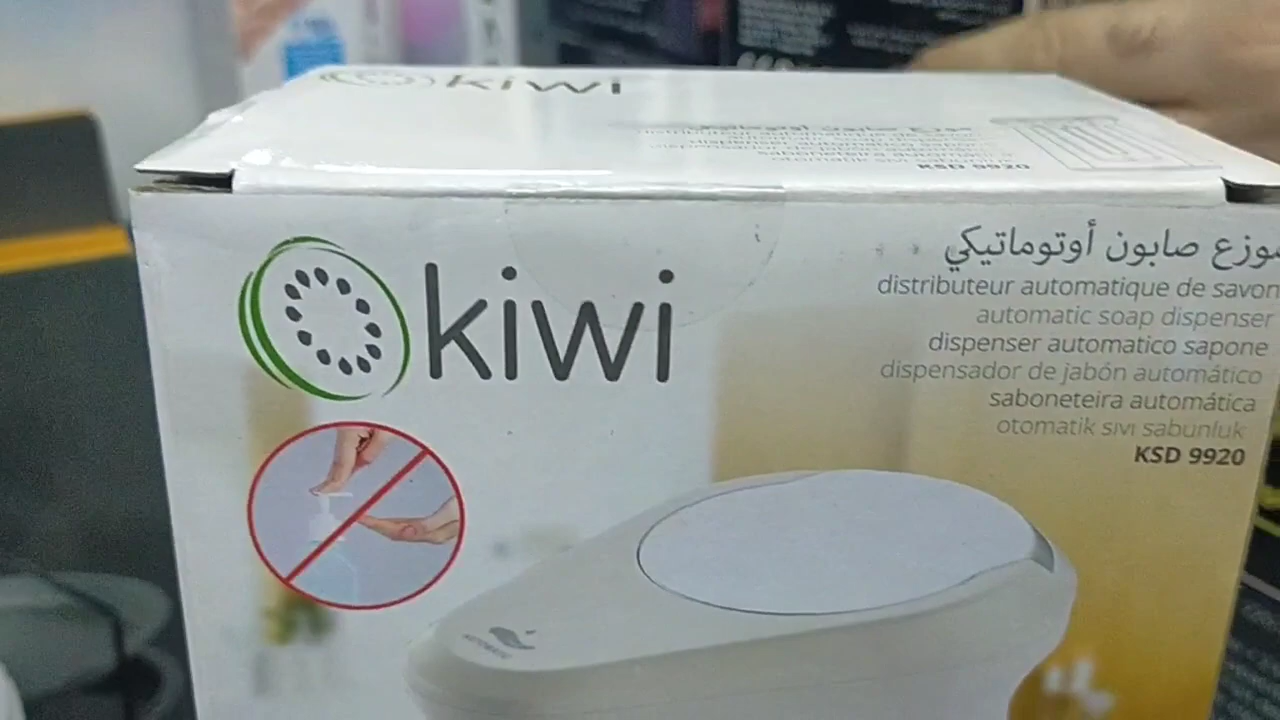 kiwi
KSD 9920
kiwi
موزع صابون أوتوماتيكي
distributeur automatique de savon
automatic soap dispenser
dispenser automatico sapone
dispensador de jabón automático
saboneteira automática
otomatik sıvı sabunluk
KSD 9920